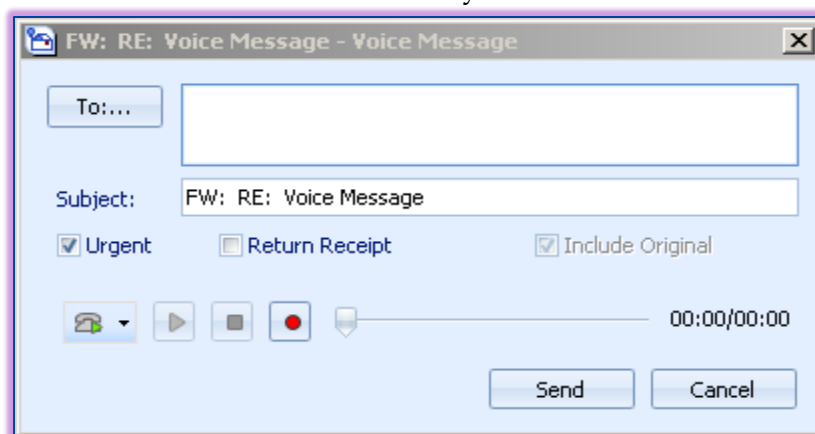 FW: RE: Voice Message - Voice Message
To:...
Subject: FW: RE: Voice Message
Urgent Return Receipt Include Original
00:00/00:00
Send Cancel